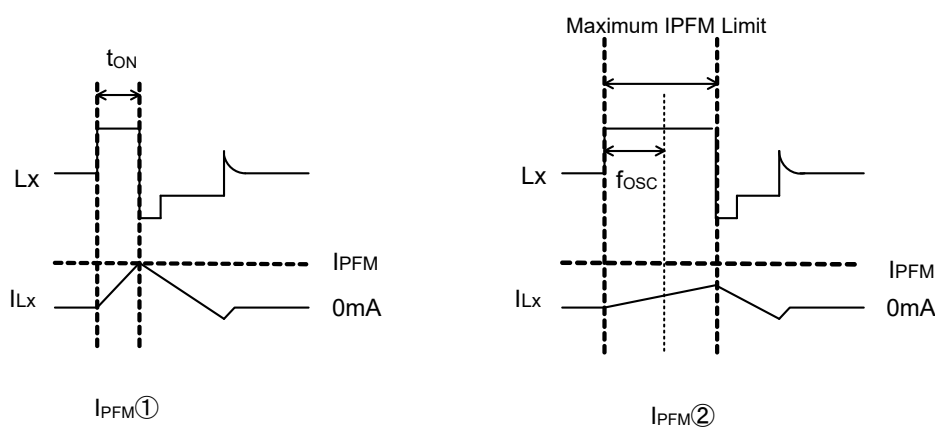 tON
Lx
IPFM
ILx
0mA
IPFM①
Maximum IPFM Limit
Lx
fOSC
IPFM
ILx
0mA
IPFM②